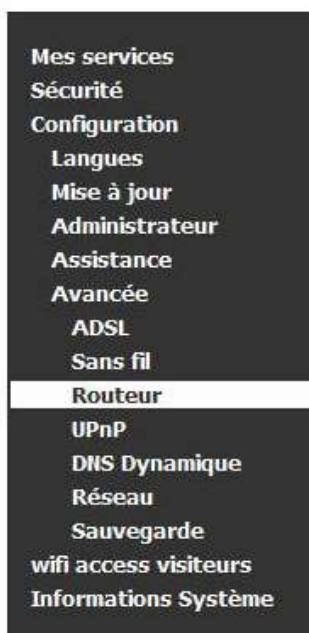 Mes services
Sécurité
Configuration
Langues
Mise à jour
Administrateur
Assistance
Avancée
ADSL
Sans fil
Routeur
UPnP
DNS Dynamique
Réseau
Sauvegarde
wifi access visiteurs
Informations Système